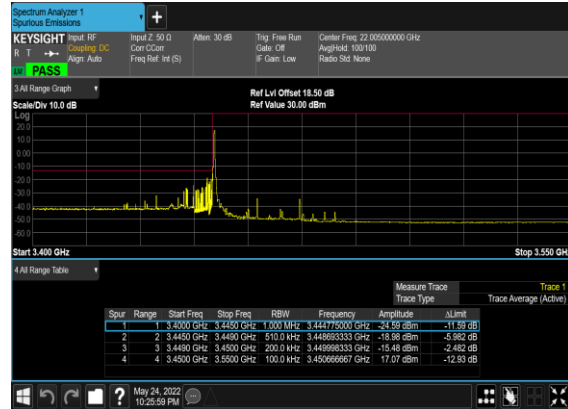 Spectrum Analyzer 1
Spurious Emissions
KEYSIGHT Input: RF Input Z: 50 Ω Atten: 30 dB Trig: Free Run Center Freq: 22.005000000 GHz
R T Coupling: DC Corr CCorr Gate: Off Avg|Hold: 100/100
Align: Auto Freq Ref: Int (S) IF Gain: Low Radio Std: None
PASS
3 All Range Graph
Ref Lvl Offset 18.50 dB
Scale/Div 10.0 dB Ref Value 30.00 dBm
Log
20.0
10.0
0.00
-10.0
-20.0
-30.0
-40.0
-50.0
-60.0
Start 3.400 GHz Stop 3.550 GH
4 All Range Table
Measure Trace Trace 1
Trace Type Trace Average (Active)
Spur Range Start Freq Stop Freq RBW Frequency Amplitude ΔLimit
1 1 3.4000 GHz 3.4450 GHz 1.000 MHz 3.444775000 GHz -24.59 dBm -11.59 dB
2 2 3.4450 GHz 3.4490 GHz 510.0 kHz 3.448693333 GHz -18.98 dBm -5.982 dB
3 3 3.4490 GHz 3.4500 GHz 200.0 kHz 3.449998333 GHz -15.48 dBm -2.482 dB
4 4 3.4500 GHz 3.5500 GHz 100.0 kHz 3.450666667 GHz 17.07 dBm -12.93 dB
? May 24, 2022
10:25:59 PM